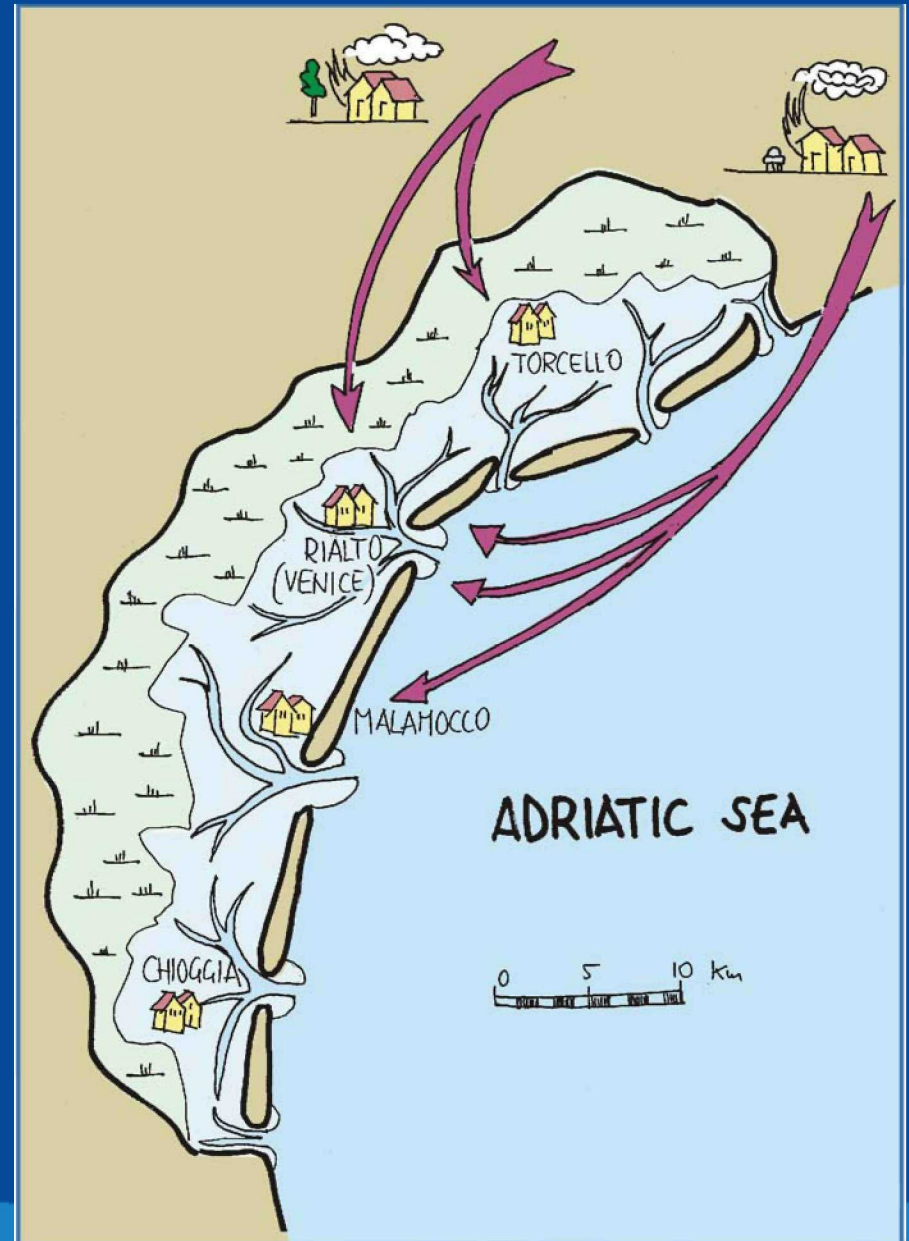 TORCELLO
RIALTO
(VENICE)
MALAMOCCO
ADRIATIC SEA
0 5 10 Km
CHIOGGIA